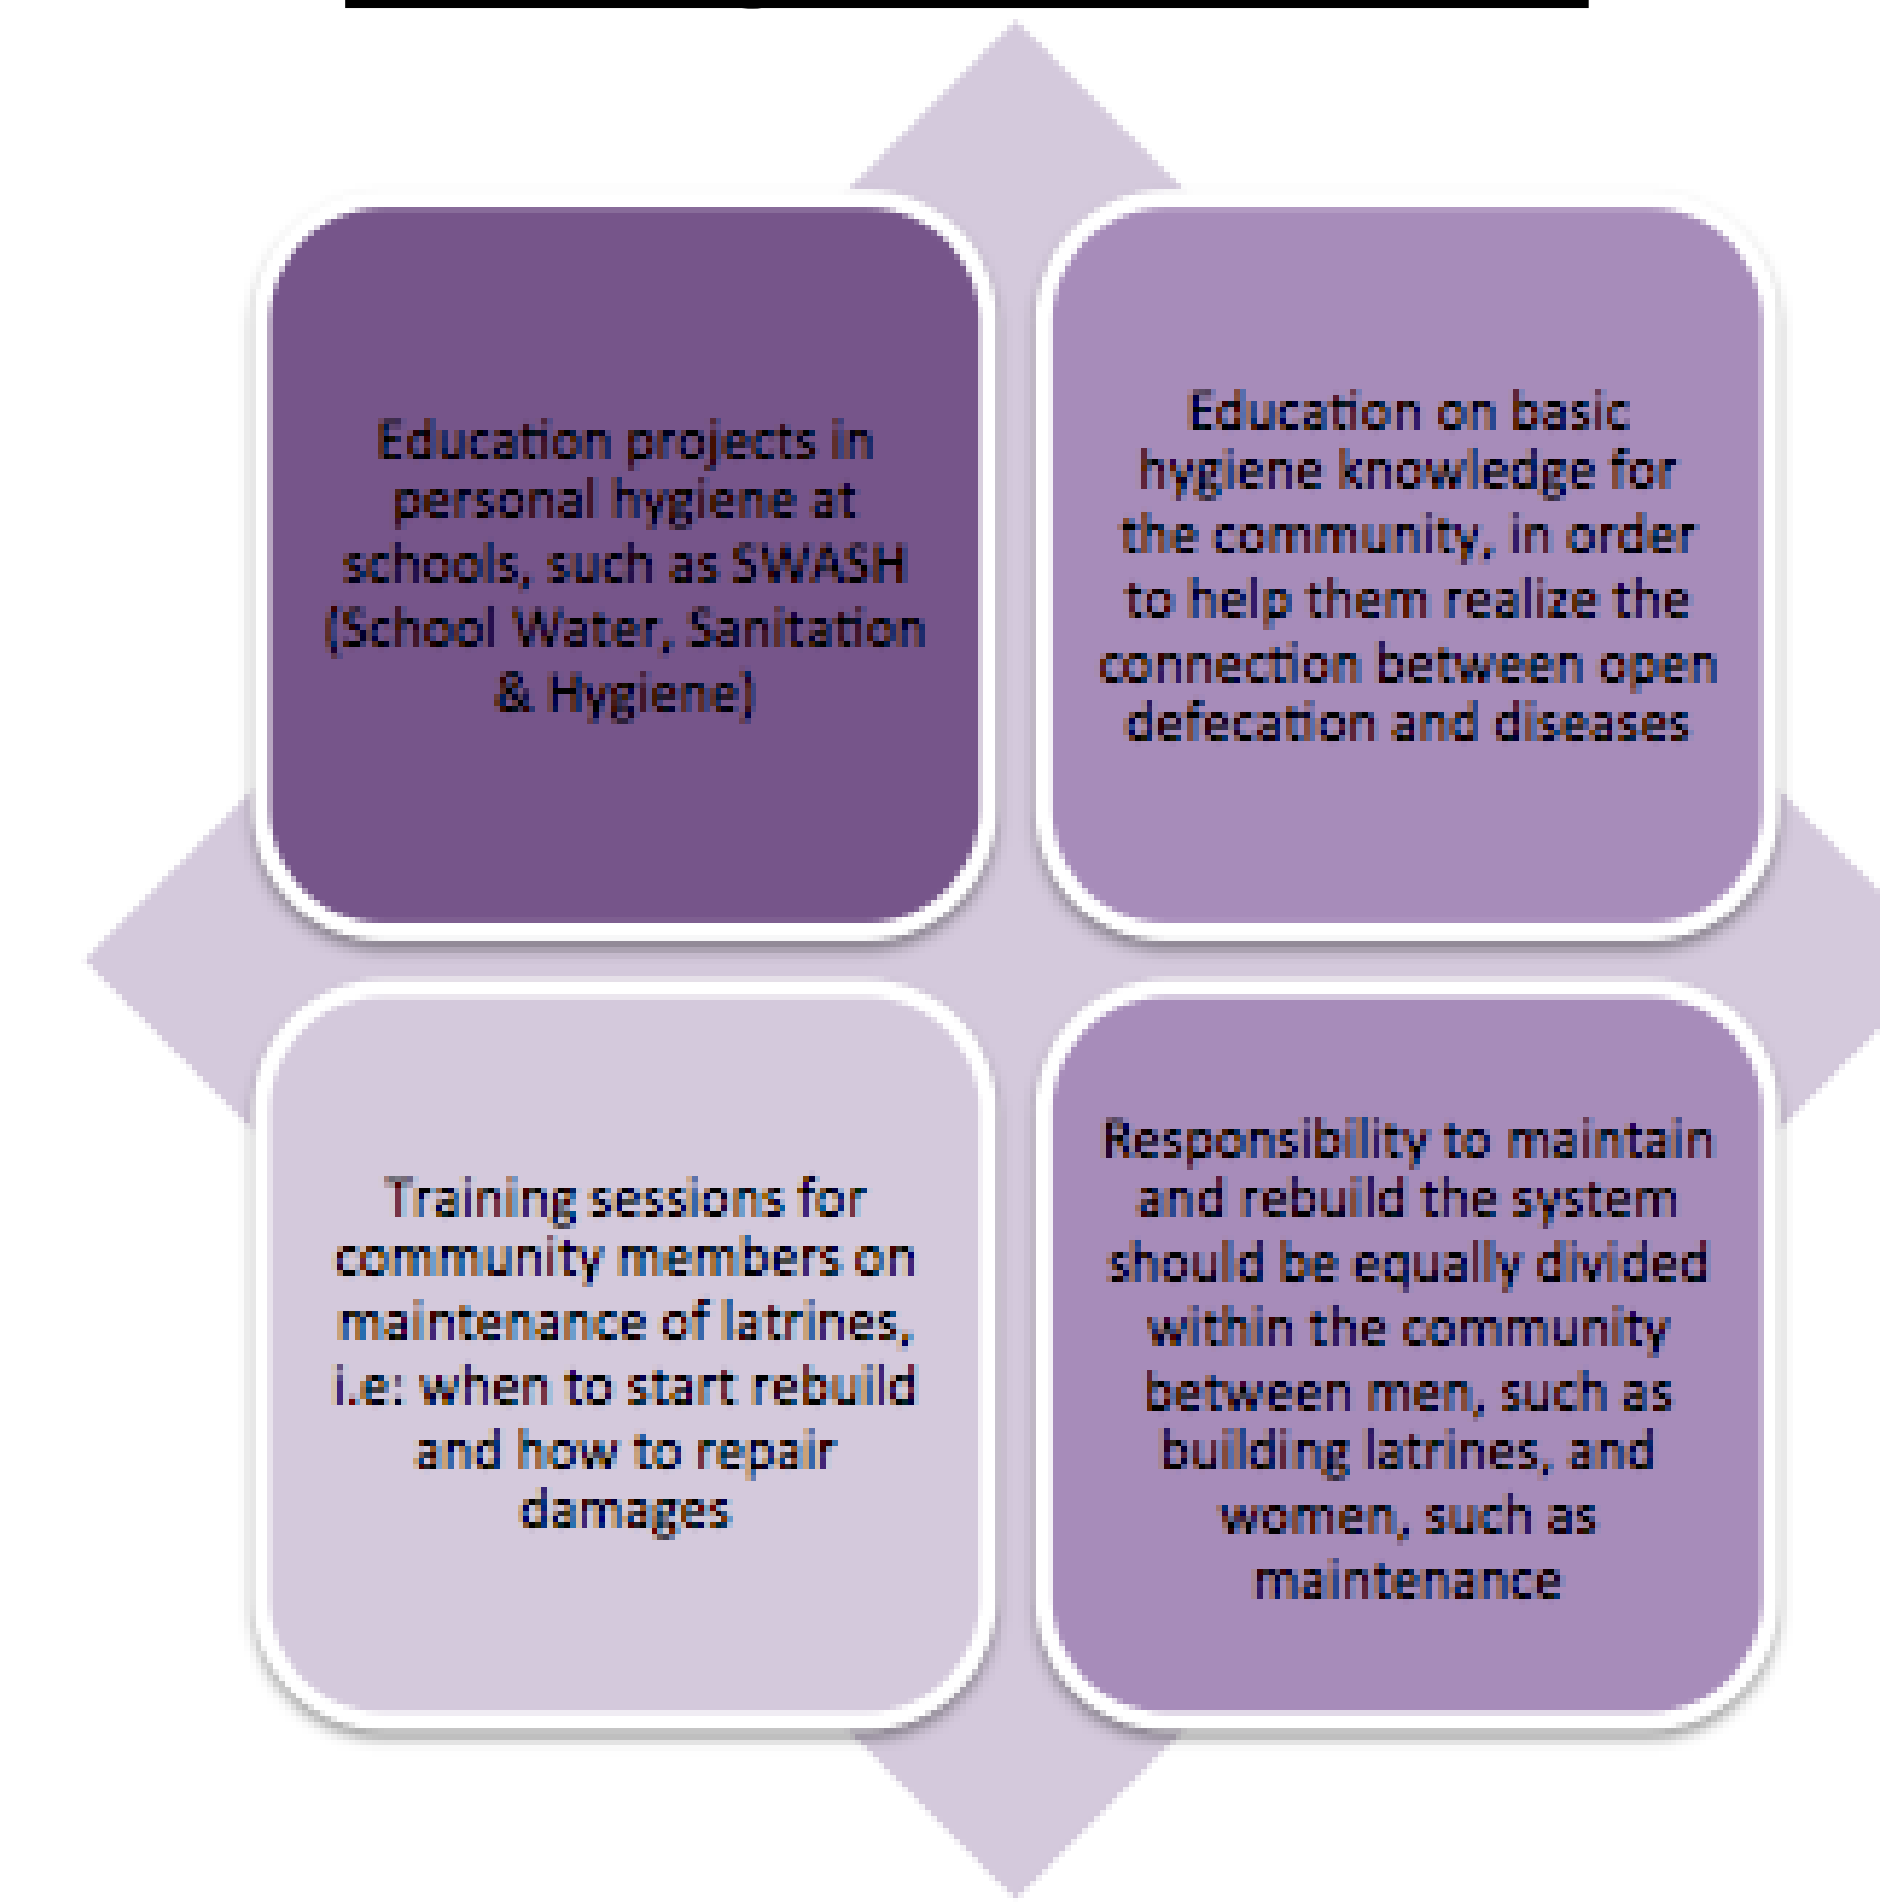 Education projects in
personal hygiene at
schools, such as SWASH
(School Water, Sanitation
& Hygiene)
Education on basic
hygiene knowledge for
the community, in order
to help them realize the
connection between open
defecation and diseases
Training sessions for
community members on
maintenance of latrines,
i.e: when to start rebuild
and how to repair
damages
Responsibility to maintain
and rebuild the system
should be equally divided
within the community
between men, such as
building latrines, and
women, such as
maintenance